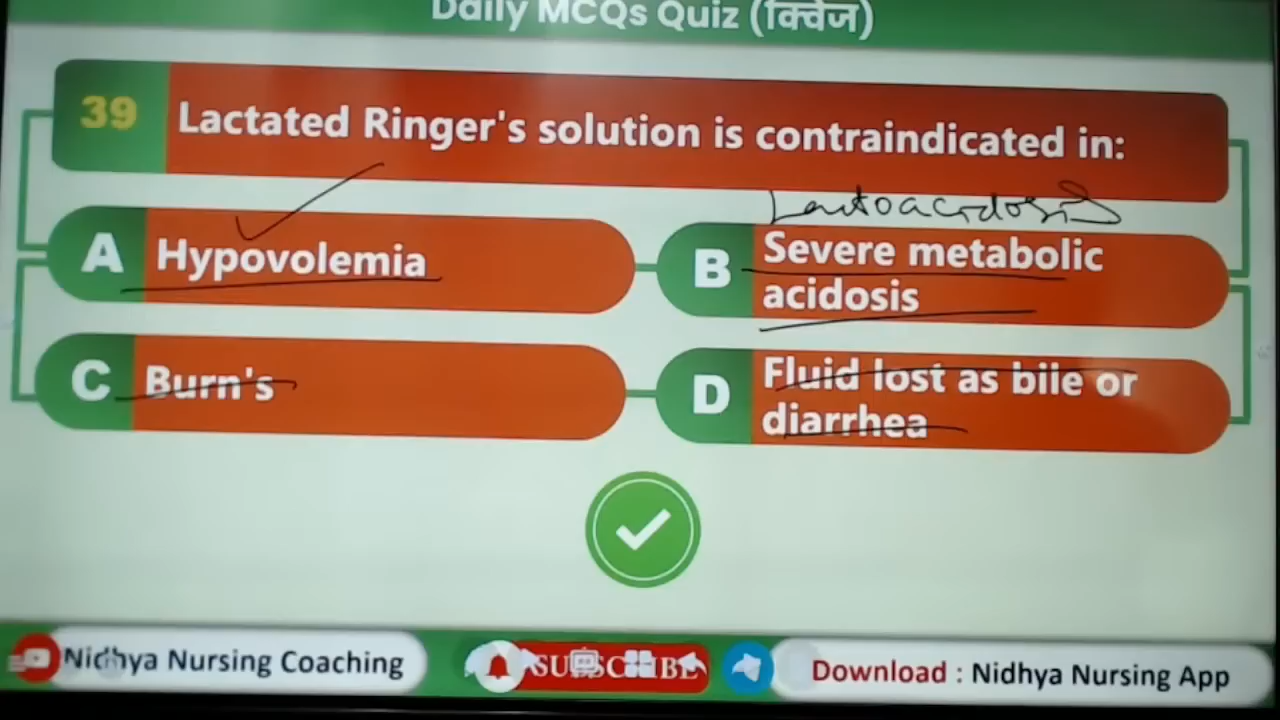 Daily MCQs Quiz (क्विज)
39 Lactated Ringer's solution is contraindicated in:
Lactoacidosis
A Hypovolemia
B Severe metabolic
acidosis
C Burn's
D Fluid lost as bile or
diarrhea
Nidhya Nursing Coaching
SUBSCRIBE
Download : Nidhya Nursing App